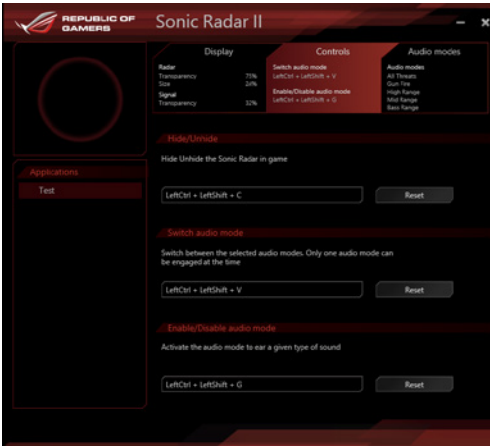 REPUBLIC OF
GAMERS
Sonic Radar II
Display
Radar
Transparency 75%
Size 24%
Signal
Transparency 32%
Controls
Switch audio mode
LeftCtrl + LeftShift + V
Enable/Disable audio mode
LeftCtrl + LeftShift + G
Audio modes
Audio modes
All Threats
Gun Fire
High Range
Mid Range
Bass Range
Applications
Test
Hide/Unhide
Hide Unhide the Sonic Radar in game
LeftCtrl + LeftShift + C
Reset
Switch audio mode
Switch between the selected audio modes. Only one audio mode can
be engaged at the time
LeftCtrl + LeftShift + V
Reset
Enable/Disable audio mode
Activate the audio mode to ear a given type of sound
LeftCtrl + LeftShift + G
Reset